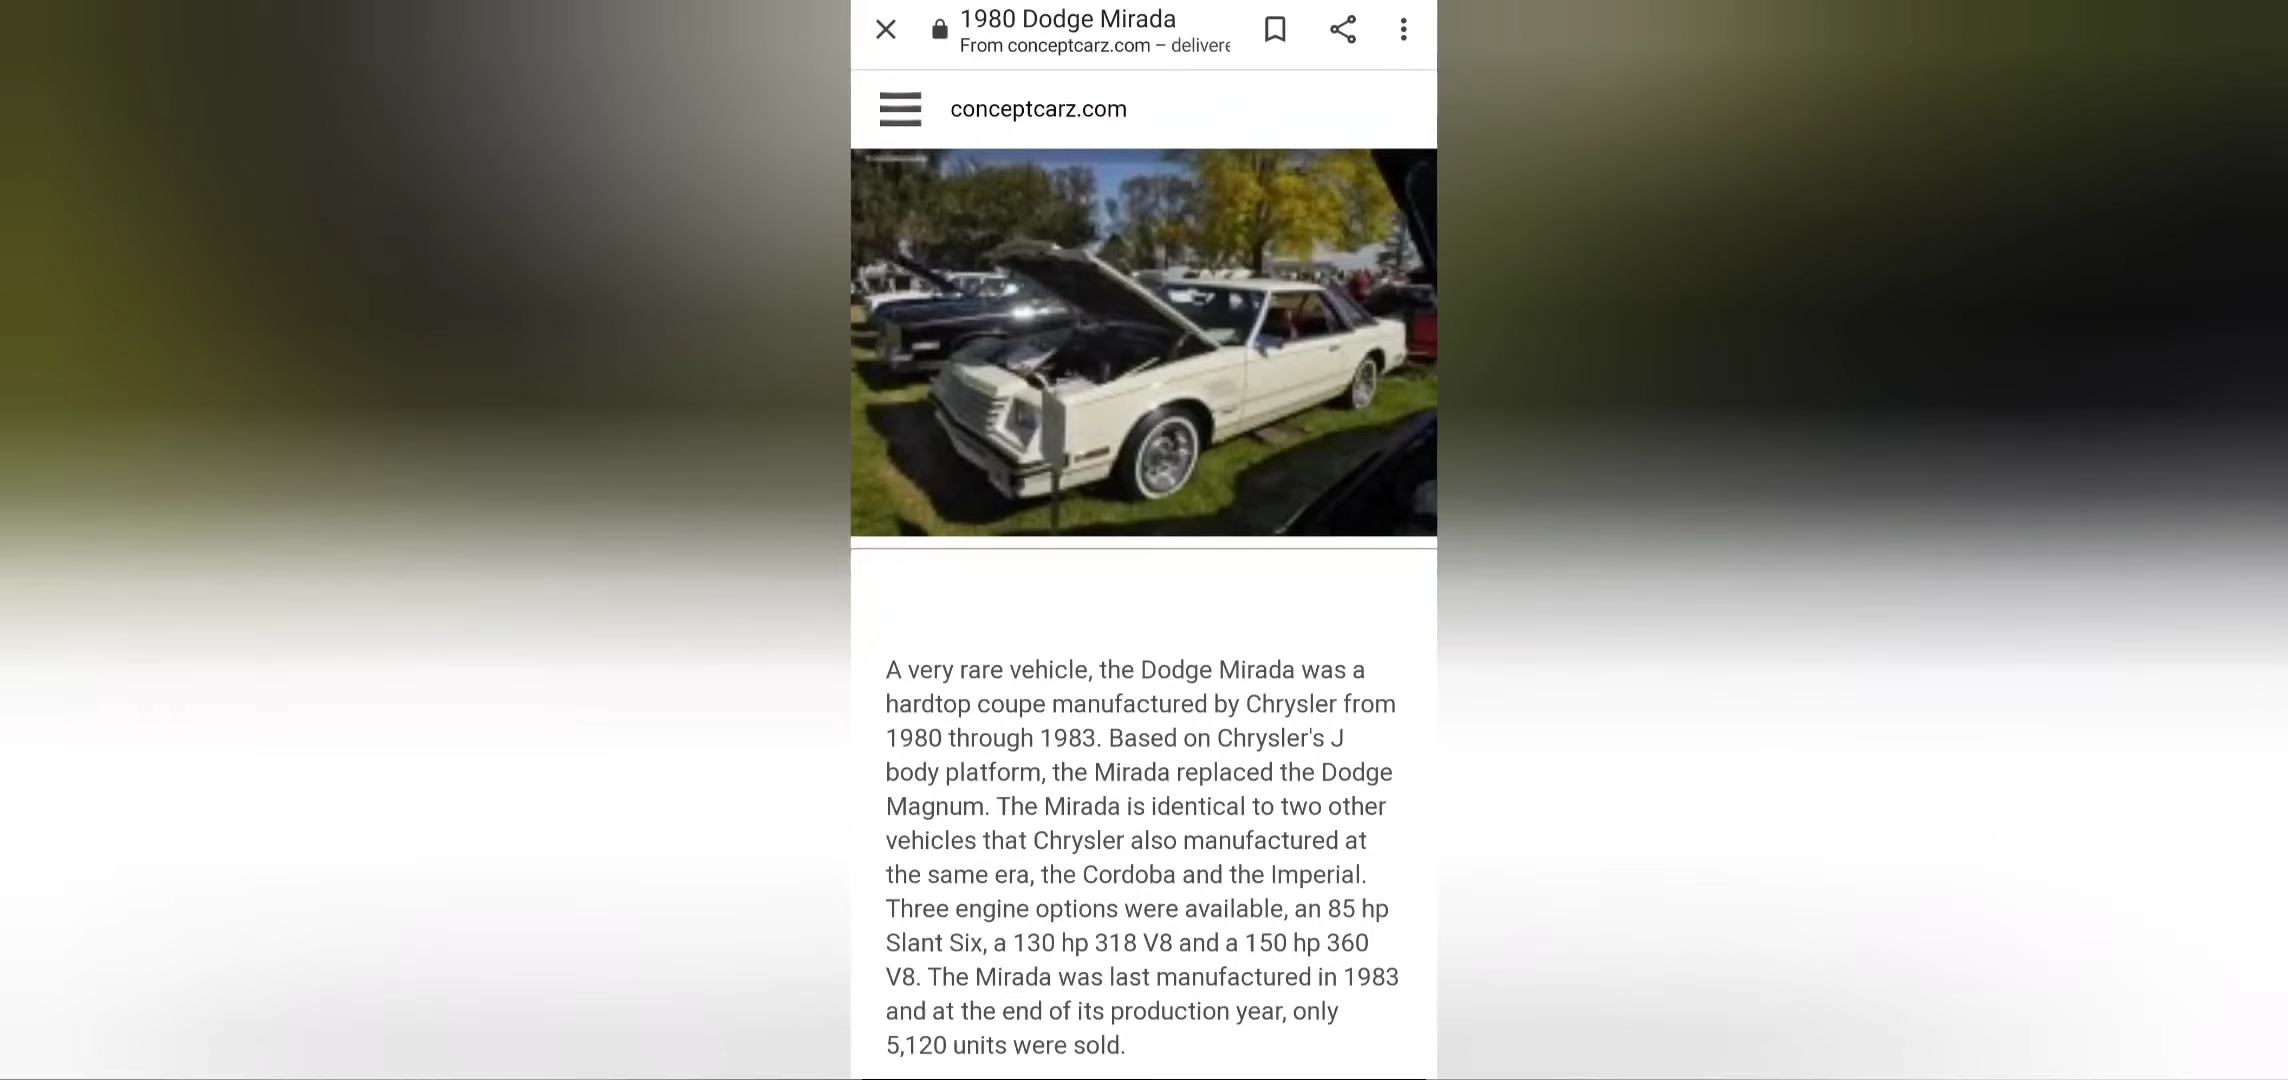 1980 Dodge Mirada
From conceptcarz.com – delivere
conceptcarz.com
A very rare vehicle, the Dodge Mirada was a
hardtop coupe manufactured by Chrysler from
1980 through 1983. Based on Chrysler's J
body platform, the Mirada replaced the Dodge
Magnum. The Mirada is identical to two other
vehicles that Chrysler also manufactured at
the same era, the Cordoba and the Imperial.
Three engine options were available, an 85 hp
Slant Six, a 130 hp 318 V8 and a 150 hp 360
V8. The Mirada was last manufactured in 1983
and at the end of its production year, only
5,120 units were sold.